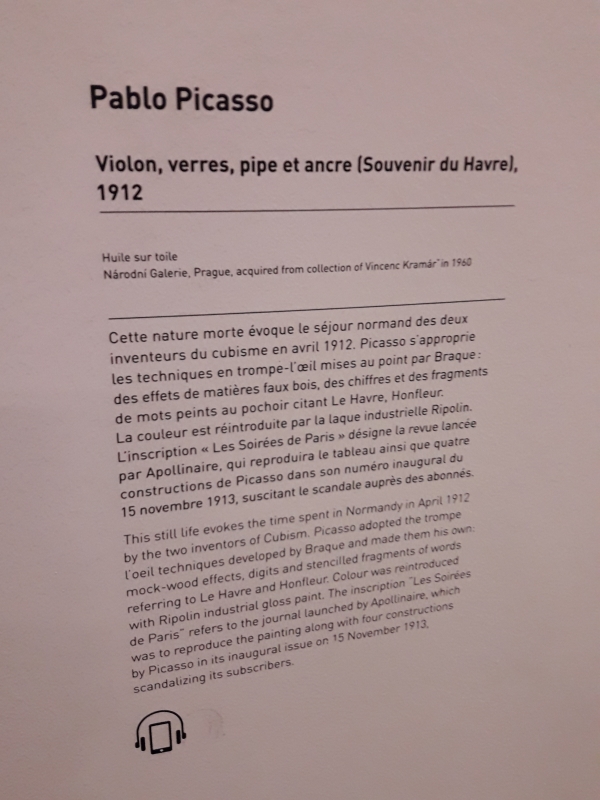 Pablo Picasso
Violon, verres, pipe et ancre (Souvenir du Havre),
1912
Huile sur toile
Národní Galerie, Prague, acquired from collection of Vincenc Kramář in 1960
Cette nature morte évoque le séjour normand des deux
inventeurs du cubisme en avril 1912. Picasso s'approprie
les techniques en trompe-l'œil mises au point par Braque :
des effets de matières faux bois, des chiffres et des fragments
de mots peints au pochoir citant Le Havre, Honfleur.
La couleur est réintroduite par la laque industrielle Ripolin.
L'inscription « Les Soirées de Paris » désigne la revue lancée
par Apollinaire, qui reproduira le tableau ainsi que quatre
constructions de Picasso dans son numéro inaugural du
15 novembre 1913, suscitant le scandale auprès des abonnés.
This still life evokes the time spent in Normandy in April 1912
by the two inventors of Cubism. Picasso adopted the trompe
l'oeil techniques developed by Braque and made them his own:
mock-wood effects, digits and stencilled fragments of words
referring to Le Havre and Honfleur. Colour was reintroduced
with Ripolin industrial gloss paint. The inscription "Les Soirées
de Paris" refers to the journal launched by Apollinaire, which
was to reproduce the painting along with four constructions
by Picasso in its inaugural issue on 15 November 1913,
scandalizing its subscribers.